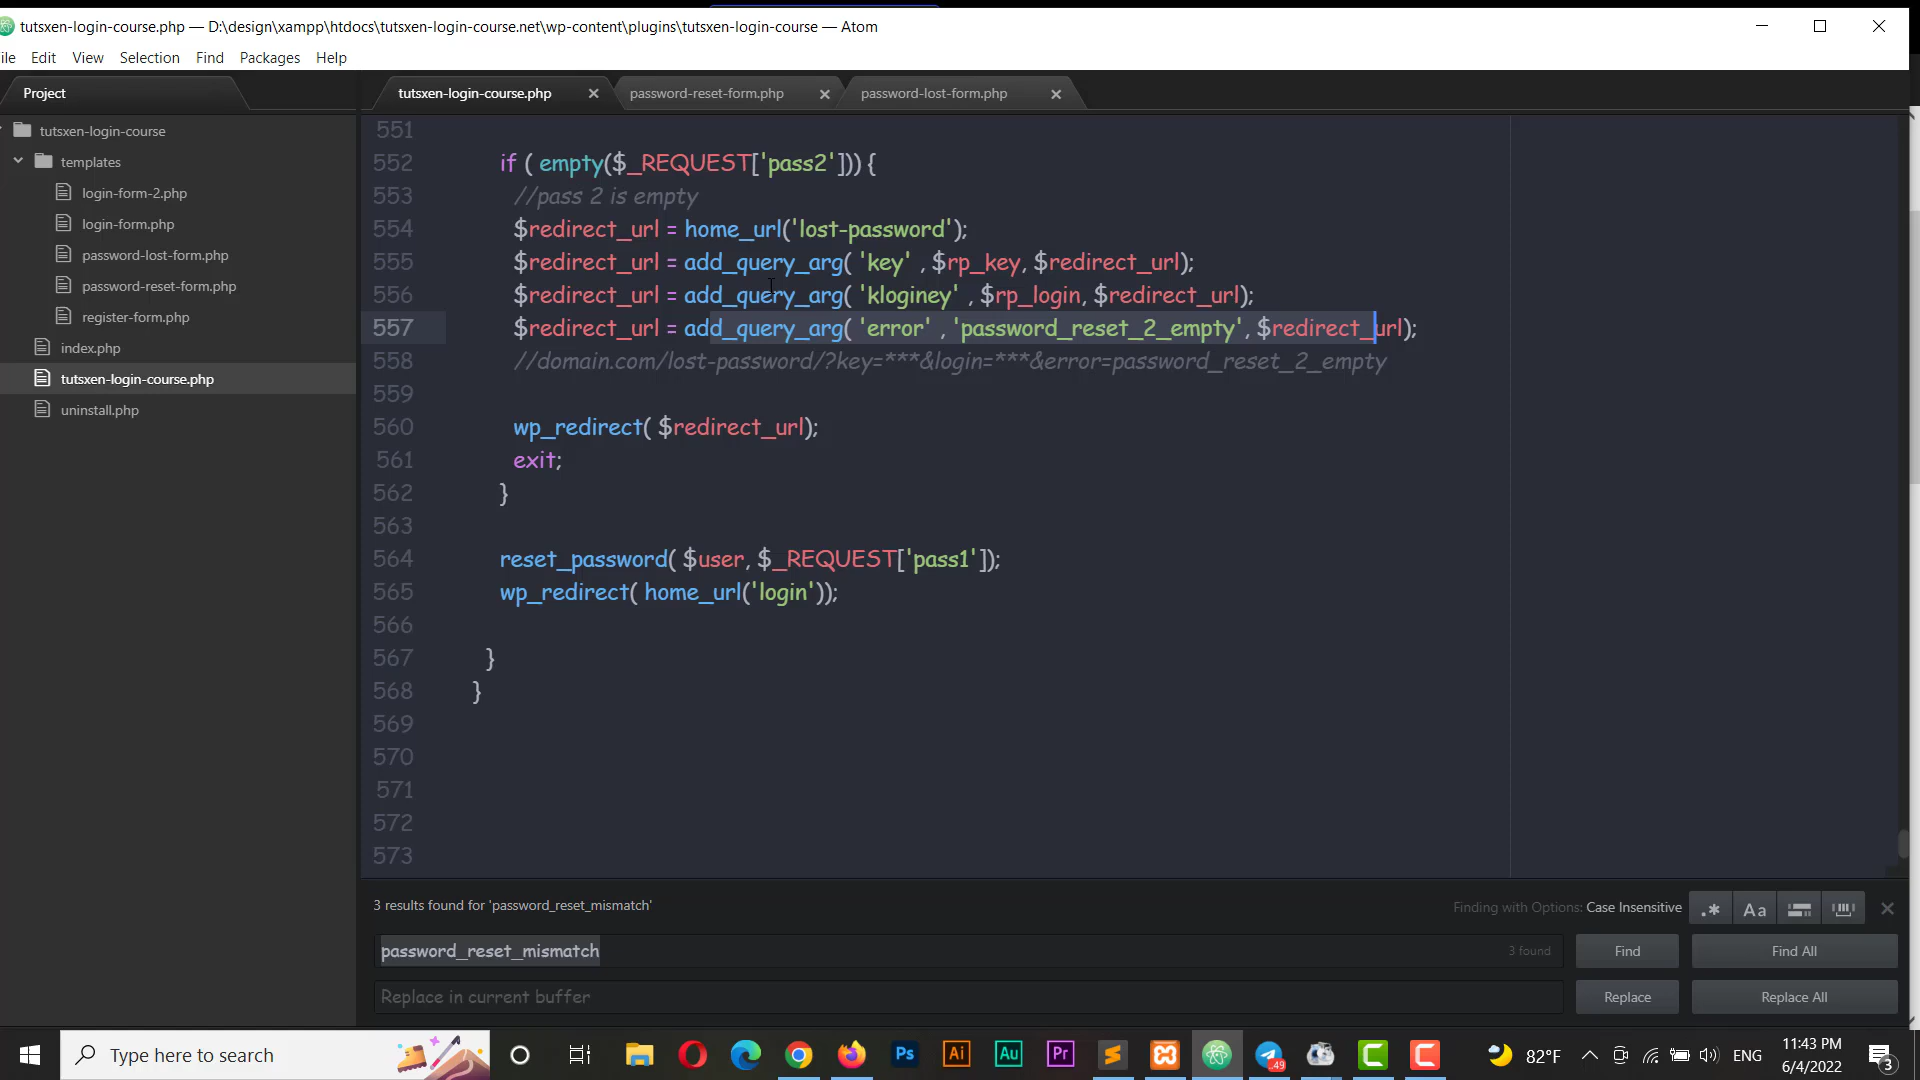 tutsxen-login-course.php — D:\design\xampp\htdocs\tutsxen-login-course.net\wp-content\plugins\tutsxen-login-course — Atom
ile Edit View Selection Find Packages Help
Project
tutsxen-login-course.php
password-reset-form.php
password-lost-form.php
tutsxen-login-course
templates
login-form-2.php
login-form.php
password-lost-form.php
password-reset-form.php
register-form.php
index.php
tutsxen-login-course.php
uninstall.php
551
552 if ( empty($_REQUEST['pass2'])) {
553 //pass 2 is empty
554 $redirect_url = home_url('lost-password');
555 $redirect_url = add_query_arg( 'key' , $rp_key, $redirect_url);
556 $redirect_url = add_query_arg( 'kloginey' , $rp_login, $redirect_url);
557 $redirect_url = add_query_arg( 'error' , 'password_reset_2_empty', $redirect_url);
558 //domain.com/lost-password/?key=***&login=***&error=password_reset_2_empty
559
560 wp_redirect( $redirect_url);
561 exit;
562 }
563
564 reset_password( $user, $_REQUEST['pass1']);
565 wp_redirect( home_url('login'));
566
567 }
568 }
569
570
571
572
573
3 results found for 'password_reset_mismatch'
Finding with Options: Case Insensitive
.* Aa
password_reset_mismatch
3 found
Find
Find All
Replace in current buffer
Replace
Replace All
Type here to search
Ps
Ai
Au
Pr
49
82°F
ENG
11:43 PM
6/4/2022
3